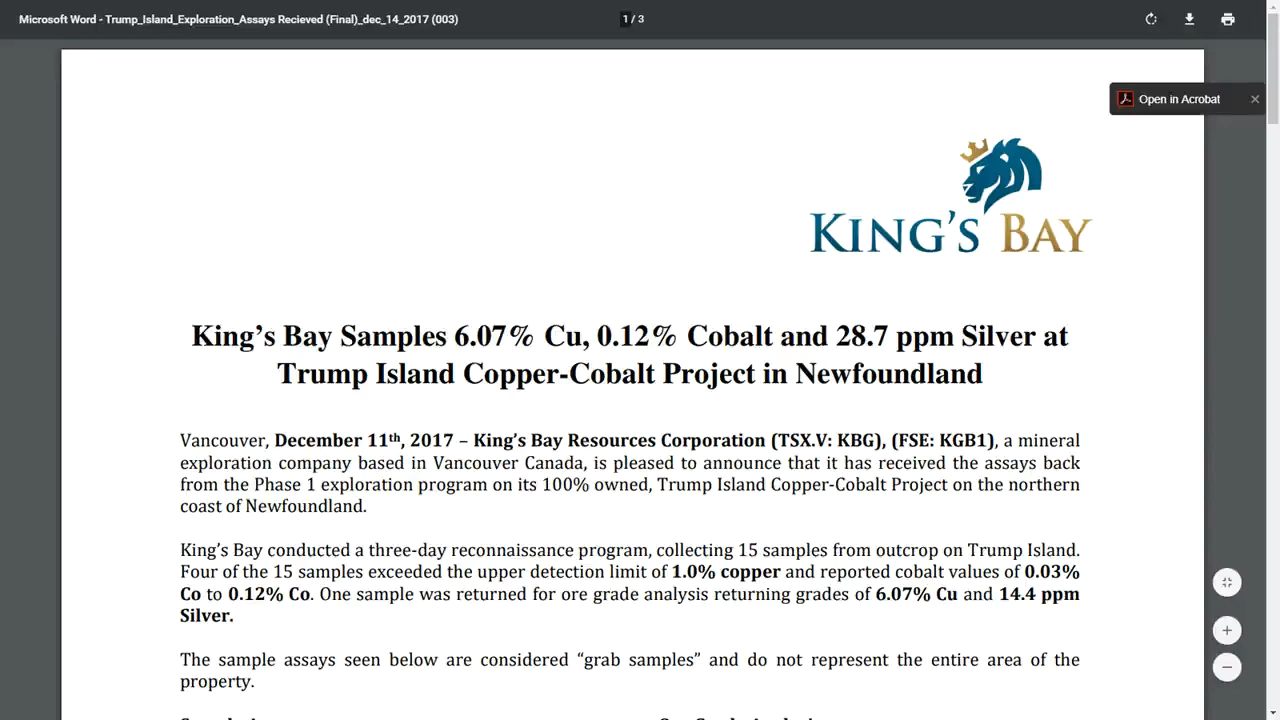 Microsoft Word - Trump_Island_Exploration_Assays Recieved (Final)_dec_14_2017 (003)
1 / 3
Open in Acrobat
KING'S BAY
King's Bay Samples 6.07% Cu, 0.12% Cobalt and 28.7 ppm Silver at
Trump Island Copper-Cobalt Project in Newfoundland
Vancouver, December 11th, 2017 – King's Bay Resources Corporation (TSX.V: KBG), (FSE: KGB1), a mineral
exploration company based in Vancouver Canada, is pleased to announce that it has received the assays back
from the Phase 1 exploration program on its 100% owned, Trump Island Copper-Cobalt Project on the northern
coast of Newfoundland.
King's Bay conducted a three-day reconnaissance program, collecting 15 samples from outcrop on Trump Island.
Four of the 15 samples exceeded the upper detection limit of 1.0% copper and reported cobalt values of 0.03%
Co to 0.12% Co. One sample was returned for ore grade analysis returning grades of 6.07% Cu and 14.4 ppm
Silver.
The sample assays seen below are considered “grab samples” and do not represent the entire area of the
property.